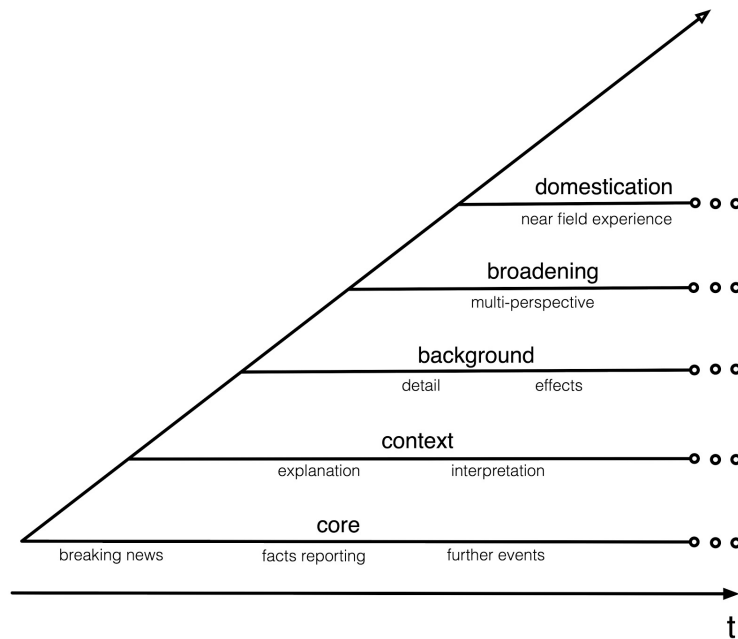 domestication
near field experience
broadening
multi-perspective
background
detail effects
context
explanation interpretation
core
breaking news facts reporting further events
t